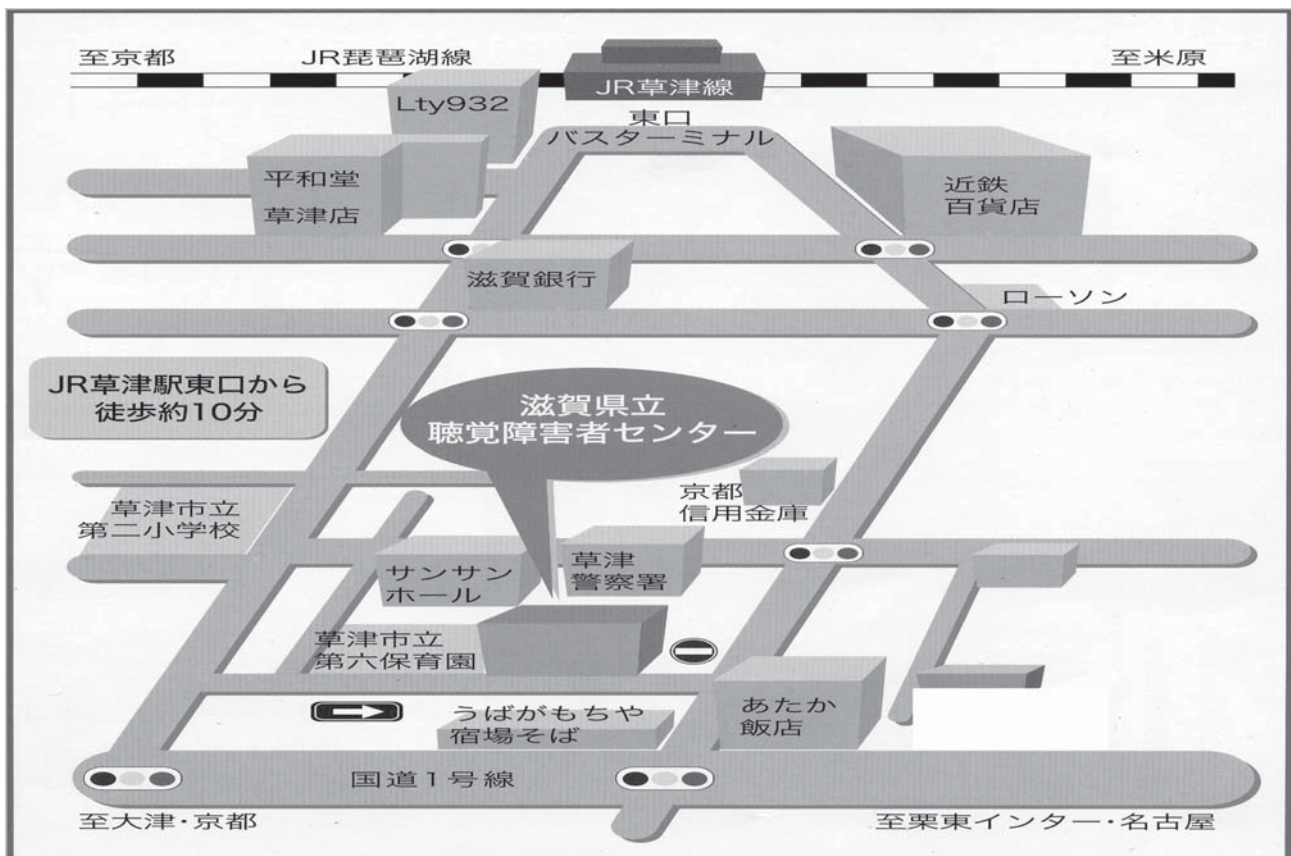 至京都
JR琵琶湖線
至米原
JR草津線
東口
バスターミナル
Lty932
平和堂
草津店
近鉄
百貨店
滋賀銀行
ローソン
JR草津駅東口から
徒歩約10分
滋賀県立
聴覚障害者センター
草津市立
第二小学校
京都
信用金庫
サンサン
ホール
草津
警察署
草津市立
第六保育園
うばがもちや
宿場そば
あたか
飯店
国道1号線
至大津・京都
至栗東インター・名古屋